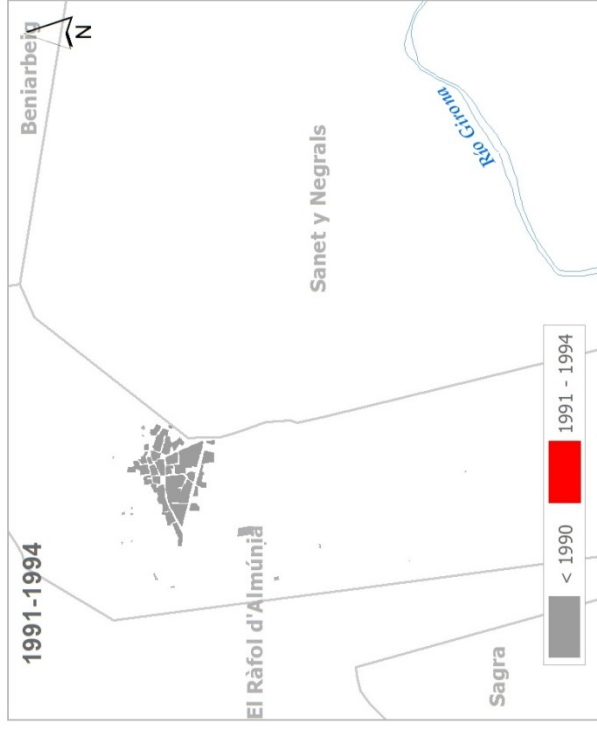 1991-1994
Beniarbeig
N
Sanet y Negrals
Río Girona
El Ràfol d'Almúnia
Sagra
< 1990
1991 - 1994